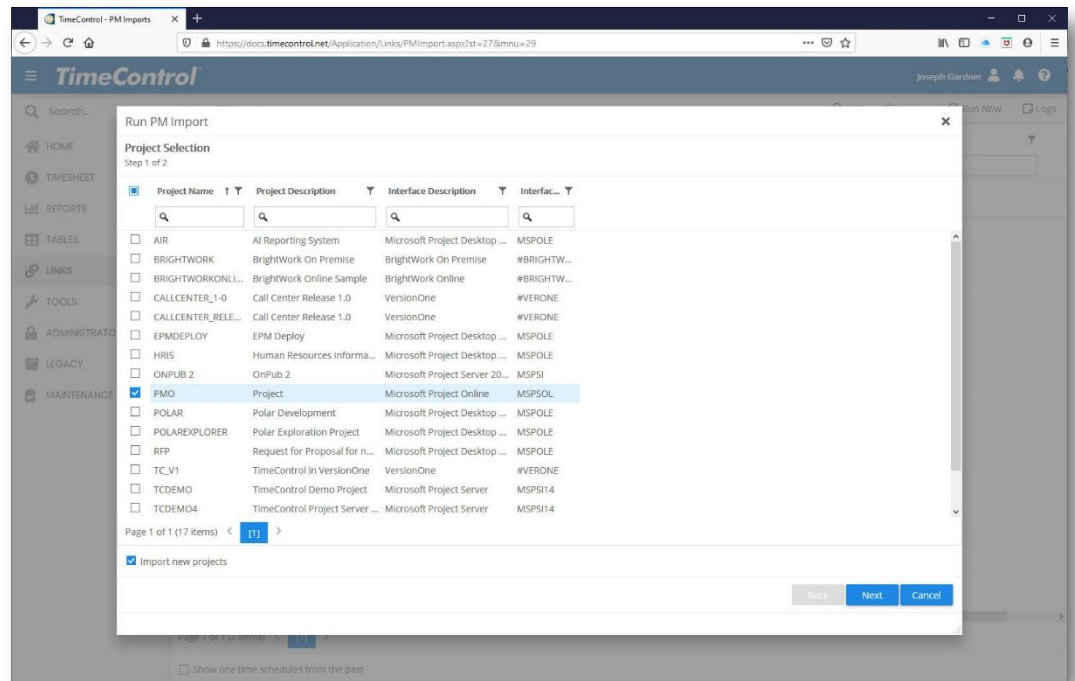 TimeControl - PM Imports
https://docs.timecontrol.net/Application/Links/PMImport.aspx?st=27&mnu=29
TimeControl
Joseph Gardner
Search...
Run Now Logs
HOME
TIMESHEET
REPORTS
TABLES
LINKS
TOOLS
LEGACY
MAINTENANCE
Run PM Import
Project Selection
Step 1 of 2
Project Name Project Description Interface Description Interfac...
AIR AI Reporting System Microsoft Project Desktop ... MSPOLE
BRIGHTWORK BrightWork On Premise BrightWork On Premise #BRIGHTW...
BRIGHTWORKONLI... BrightWork Online Sample BrightWork Online #BRIGHTW...
CALLCENTER_1-0 Call Center Release 1.0 VersionOne #VERONE
CALLCENTER_RELE... Call Center Release 1.0 VersionOne #VERONE
EPMDEPLOY EPM Deploy Microsoft Project Desktop ... MSPOLE
HRIS Human Resources Informa... Microsoft Project Desktop ... MSPOLE
ONPUB 2 OnPub 2 Microsoft Project Server 20... MSPSI
PMO Project Microsoft Project Online MSPSOL
POLAR Polar Development Microsoft Project Desktop ... MSPOLE
POLAREXPLORER Polar Exploration Project Microsoft Project Desktop ... MSPOLE
RFP Request for Proposal for n... Microsoft Project Desktop ... MSPOLE
TC_V1 TimeControl in VersionOne VersionOne #VERONE
TCDEMO TimeControl Demo Project Microsoft Project Server MSPSI14
TCDEMO4 TimeControl Project Server ... Microsoft Project Server MSPSI14
Page 1 of 1 (17 items) [1]
Import new projects
Back Next Cancel
Page 1 of 1 (2 items) [1]
Show one time schedules from the past